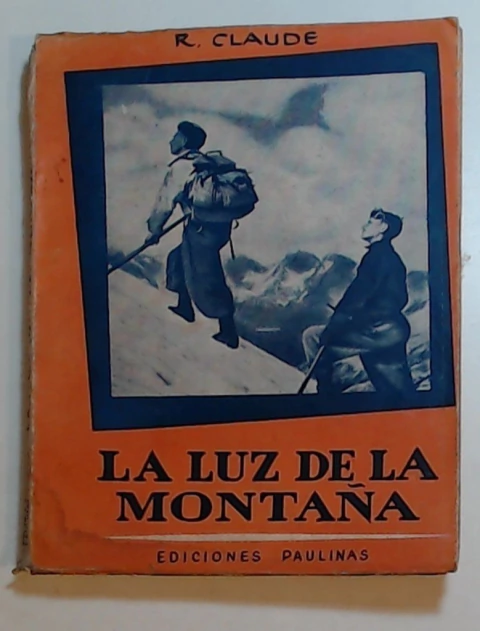 R. CLAUDE
LA LUZ DE LA
MONTAÑA
EDICIONES PAULINAS